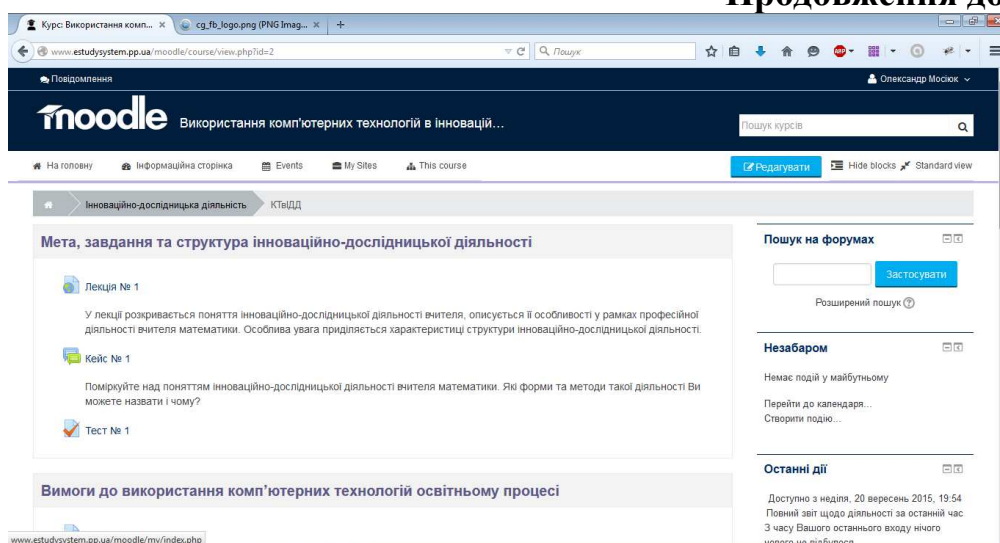 Продовження до
Курс: Використання комп... × cg_fb_logo.png (PNG Imag... × +
www.estudysystem.pp.ua/moodle/course/view.php?id=2 Пошук
Повідомлення Олександр Мосіюк
moodle Використання комп'ютерних технологій в інновацій... Пошук курсів
На головну Інформаційна сторінка Events My Sites This course Редагувати Hide blocks Standard view
Інноваційно-дослідницька діяльність КТвІДД
Мета, завдання та структура інноваційно-дослідницької діяльності
Лекція № 1
У лекції розкривається поняття інноваційно-дослідницької діяльності вчителя, описується її особливості у рамках професійної
діяльності вчителя математики. Особлива увага приділяється характеристиці структури інноваційно-дослідницької діяльності.
Кейс № 1
Поміркуйте над поняттям інноваційно-дослідницької діяльності вчителя математики. Які форми та методи такої діяльності Ви
можете назвати і чому?
Тест № 1
Вимоги до використання комп’ютерних технологій освітньому процесі
Пошук на форумах
Застосувати
Розширений пошук
Незабаром
Немає подій у майбутньому
Перейти до календаря...
Створити подію...
Останні дії
Доступно з неділя, 20 вересень 2015, 19:54
Повний звіт щодо діяльності за останній час
З часу Вашого останнього входу нічого
нового не відбулося
www.estudysystem.pp.ua/moodle/my/index.php